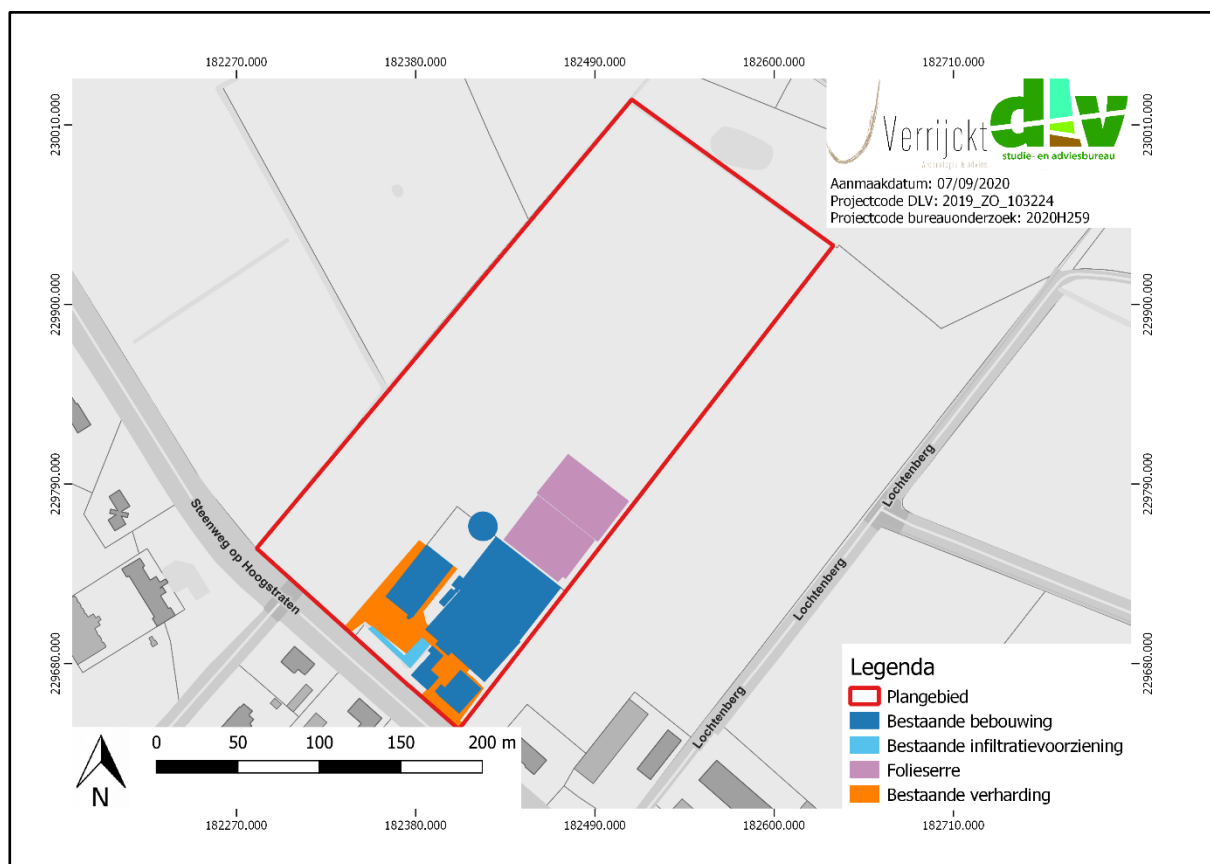 182270.000 182380.000 182490.000 182600.000 182710.000
230010.000
230010.000
Verrijckt
Archeologie & Advies
dlv
studie- en adviesbureau
Aanmaakdatum: 07/09/2020
Projectcode DLV: 2019_ZO_103224
Projectcode bureauonderzoek: 2020H259
229900.000
229900.000
229790.000
229790.000
229680.000
229680.000
Steenweg op Hoogstraten
Lochtenberg
Lochtenberg
Lochtenberg
Legenda
Plangebied
Bestaande bebouwing
Bestaande infiltratievoorziening
Folieserre
Bestaande verharding
0 50 100 150 200 m
N
182270.000 182380.000 182490.000 182600.000 182710.000